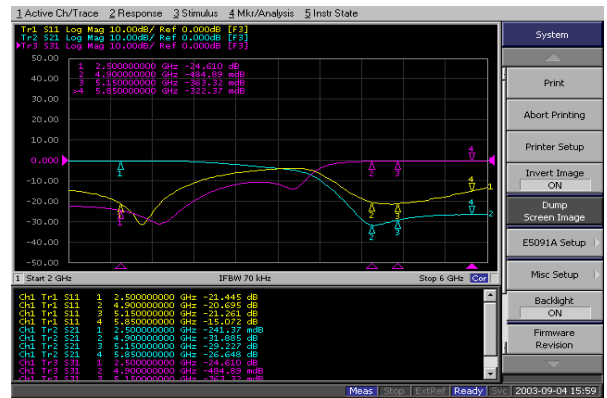 1 Active Ch/Trace 2 Response 3 Stimulus 4 Mkr/Analysis 5 Instr State
Tr1 S11 Log Mag 10.00dB/ Ref 0.000dB [F3]
Tr2 S21 Log Mag 10.00dB/ Ref 0.000dB [F3]
Tr3 S31 Log Mag 10.00dB/ Ref 0.000dB [F3]
50.00
1 2.500000000 GHz -24.610 dB
2 4.900000000 GHz -484.89 mdB
3 5.150000000 GHz -363.32 mdB
>4 5.850000000 GHz -322.37 mdB
40.00
30.00
20.00
10.00
0.000
-10.00
-20.00
-30.00
-40.00
-50.00
1 Start 2 GHz IFBW 70 kHz Stop 6 GHz Cor
Ch1 Tr1 S11 1 2.500000000 GHz -21.445 dB
Ch1 Tr1 S11 2 4.900000000 GHz -20.695 dB
Ch1 Tr1 S11 3 5.150000000 GHz -21.261 dB
Ch1 Tr1 S11 4 5.850000000 GHz -15.072 dB
Ch1 Tr2 S21 1 2.500000000 GHz -241.37 mdB
Ch1 Tr2 S21 2 4.900000000 GHz -31.885 dB
Ch1 Tr2 S21 3 5.150000000 GHz -29.227 dB
Ch1 Tr2 S21 4 5.850000000 GHz -26.648 dB
Ch1 Tr3 S31 1 2.500000000 GHz -24.610 dB
Ch1 Tr3 S31 2 4.900000000 GHz -484.89 mdB
Ch1 Tr3 S31 3 5.150000000 GHz -363.32 mdB
System
Print
Abort Printing
Printer Setup
Invert Image
ON
Dump
Screen Image
E5091A Setup
Misc Setup
Backlight
ON
Firmware
Revision
Meas Stop ExtRef Ready Svc 2003-09-04 15:59